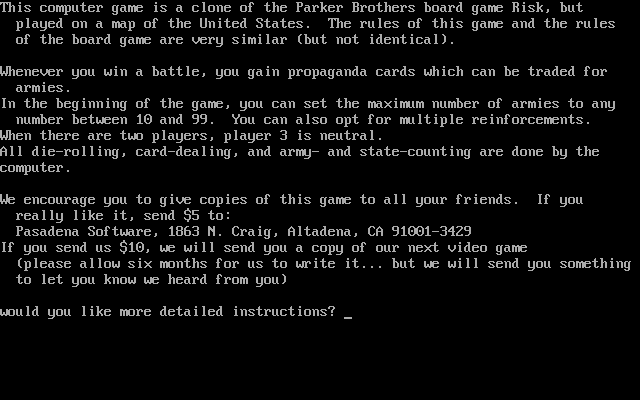 This computer game is a clone of the Parker Brothers board game Risk, but
played on a map of the United States.  The rules of this game and the rules
of the board game are very similar (but not identical).
Whenever you win a battle, you gain propaganda cards which can be traded for
armies.
In the beginning of the game, you can set the maximum number of armies to any
number between 10 and 99.  You can also opt for multiple reinforcements.
When there are two players, player 3 is neutral.
All die-rolling, card-dealing, and army- and state-counting are done by the
computer.
We encourage you to give copies of this game to all your friends.  If you
really like it, send $5 to:
Pasadena Software, 1863 N. Craig, Altadena, CA 91001-3429
If you send us $10, we will send you a copy of our next video game
(please allow six months for us to write it... but we will send you something
to let you know we heard from you)
would you like more detailed instructions? _